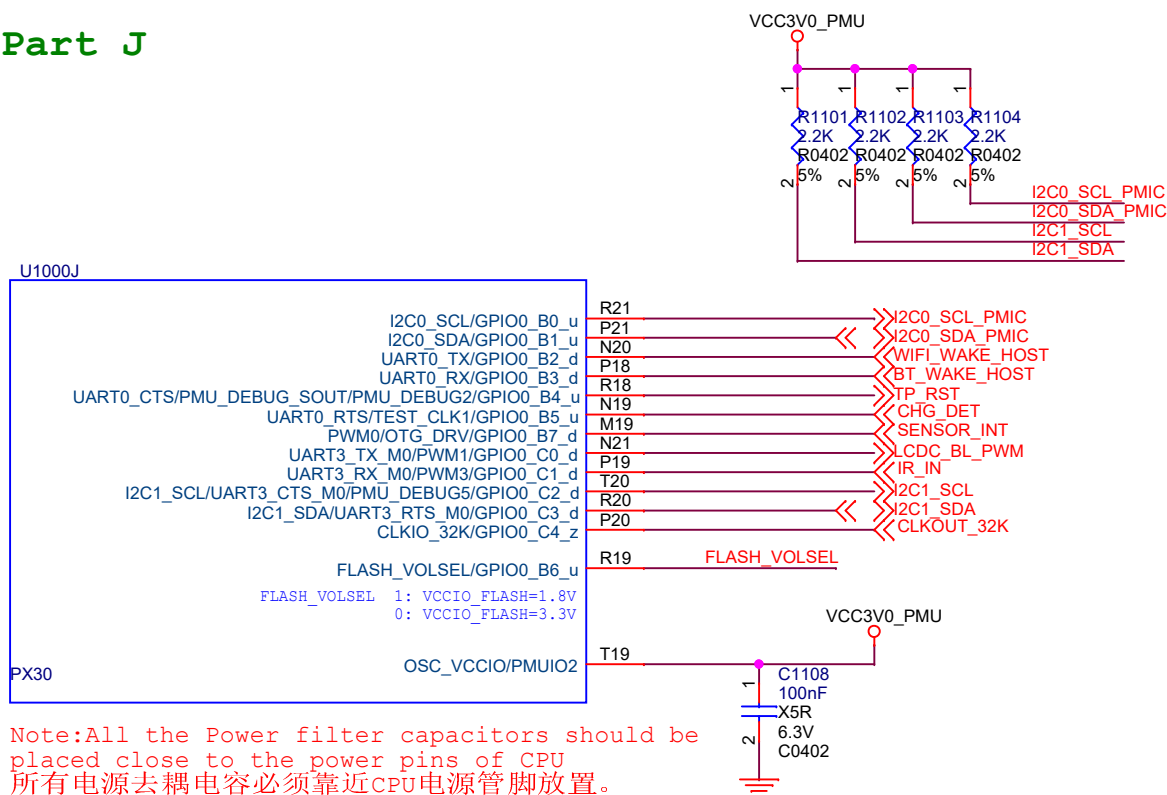 Part J
VCC3V0_PMU
1 1 1 1
R1101 R1102 R1103 R1104
2.2K 2.2K 2.2K 2.2K
R0402 R0402 R0402 R0402
5% 5% 5% 5%
2 2 2 2
I2C0_SCL_PMIC
I2C0_SDA_PMIC
I2C1_SCL
I2C1_SDA
U1000J
I2C0_SCL/GPIO0_B0_u R21 I2C0_SCL_PMIC
I2C0_SDA/GPIO0_B1_u P21 I2C0_SDA_PMIC
UART0_TX/GPIO0_B2_d N20 WIFI_WAKE_HOST
UART0_RX/GPIO0_B3_d P18 BT_WAKE_HOST
UART0_CTS/PMU_DEBUG_SOUT/PMU_DEBUG2/GPIO0_B4_u R18 TP_RST
UART0_RTS/TEST_CLK1/GPIO0_B5_u N19 CHG_DET
PWM0/OTG_DRV/GPIO0_B7_d M19 SENSOR_INT
UART3_TX_M0/PWM1/GPIO0_C0_d N21 LCDC_BL_PWM
UART3_RX_M0/PWM3/GPIO0_C1_d P19 IR_IN
I2C1_SCL/UART3_CTS_M0/PMU_DEBUG5/GPIO0_C2_d T20 I2C1_SCL
I2C1_SDA/UART3_RTS_M0/GPIO0_C3_d R20 I2C1_SDA
CLKIO_32K/GPIO0_C4_z P20 CLKOUT_32K
FLASH_VOLSEL/GPIO0_B6_u R19 FLASH_VOLSEL
FLASH_VOLSEL 1: VCCIO_FLASH=1.8V
0: VCCIO_FLASH=3.3V
VCC3V0_PMU
OSC_VCCIO/PMUIO2 T19
PX30
1
C1108
100nF
X5R
6.3V
C0402
2
Note:All the Power filter capacitors should be
placed close to the power pins of CPU
所有电源去耦电容必须靠近CPU电源管脚放置。